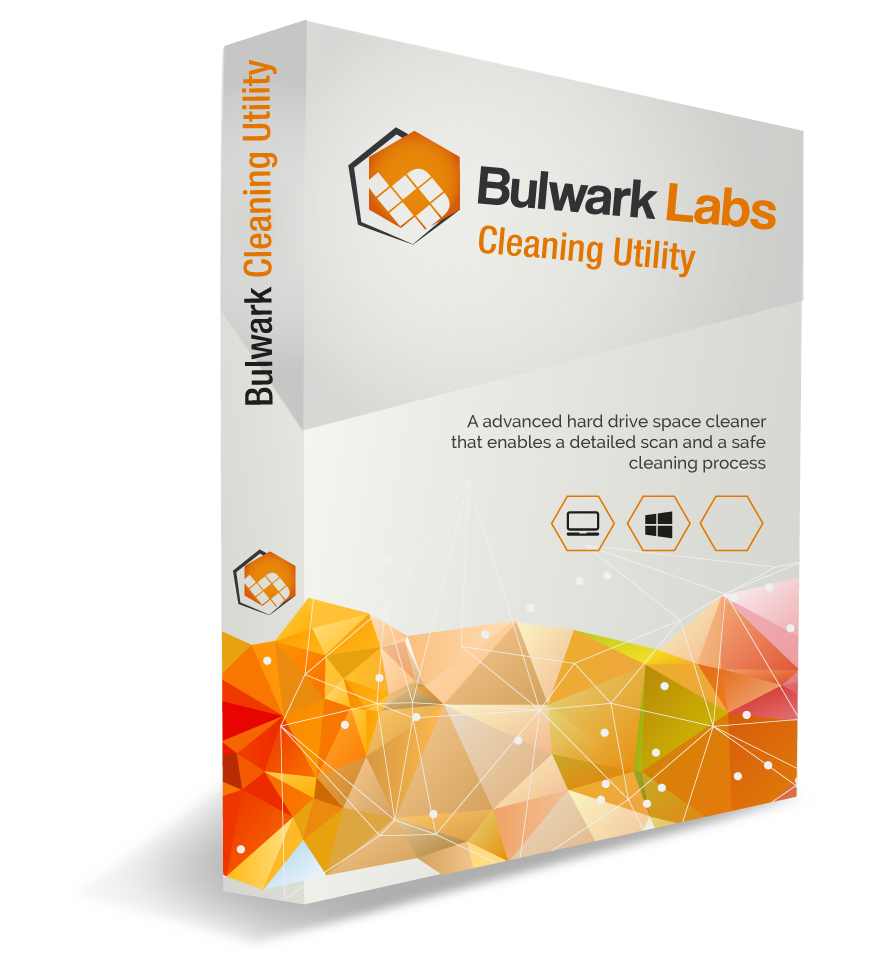 Bulwark Cleaning Utility
Bulwark Labs
Cleaning Utility
A advanced hard drive space cleaner
that enables a detailed scan and a safe
cleaning process